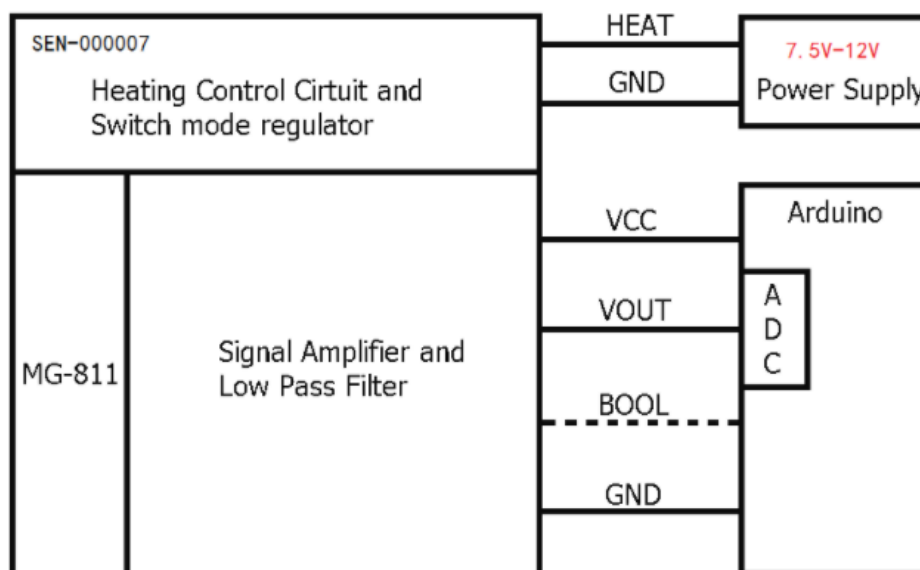 SEN-000007
Heating Control Cirtuit and
Switch mode regulator
MG-811
Signal Amplifier and
Low Pass Filter
HEAT
GND
7.5V-12V
Power Supply
VCC
VOUT
BOOL
GND
Arduino
A
D
C